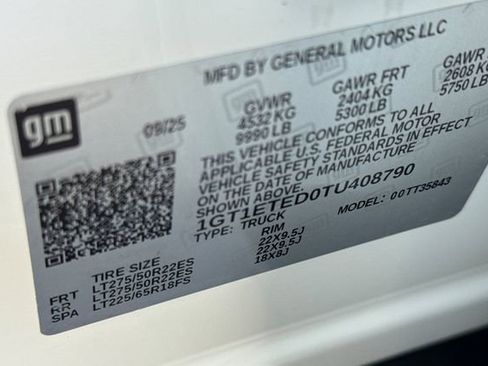 MFD BY GENERAL MOTORS LLC
gm
09/25
GVWR GAWR FRT GAWR RR
4532 KG 2404 KG 2608 KG
9990 LB 5300 LB 5750 LB
THIS VEHICLE CONFORMS TO ALL
APPLICABLE U.S. FEDERAL MOTOR
VEHICLE SAFETY STANDARDS IN EFFECT
ON THE DATE OF MANUFACTURE
SHOWN ABOVE.
1GT1ETED0TU408790
TYPE: TRUCK MODEL: 00TT35843
TIRE SIZE RIM
FRT LT275/50R22ES 22X9.5J
RR LT275/50R22ES 22X9.5J
SPA LT225/65R18FS 18X8J